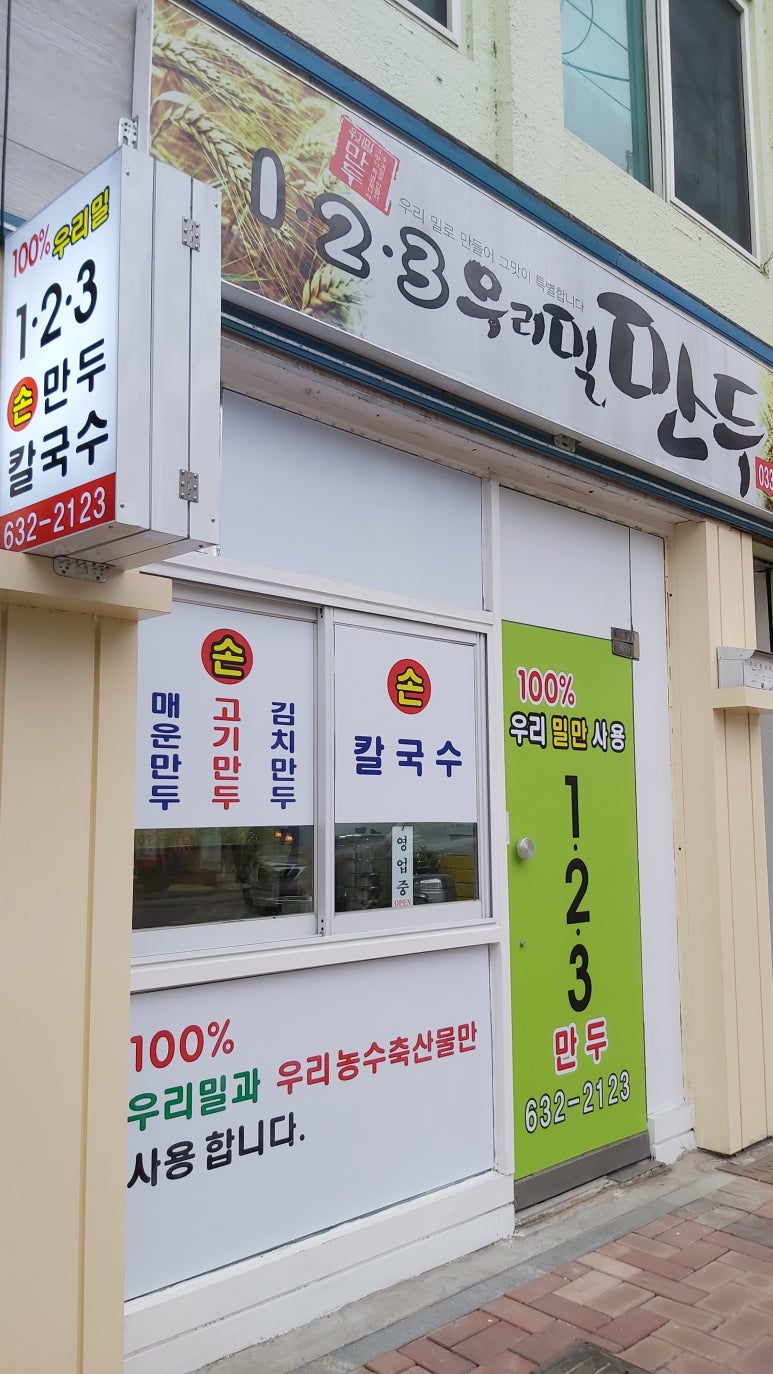 100% 우리밀
1·2·3
손만두
칼국수
632-2123
만두
우리 밀로 만들어 그맛이 특별합니다
1·2·3 우리밀 만두
033
손
매운만두
고기만두
김치만두
손
칼국수
영업중
OPEN
100%
우리밀과 우리농수축산물만
사용합니다.
100%
우리밀만사용
1·2·3
만두
632-2123